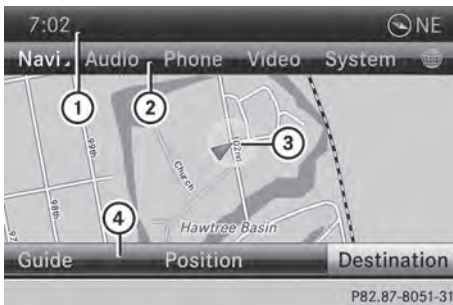 7:02 NE
Navi Audio Phone Video System
1
2
3
99th
98th
97
Church
102nd
4
Hawtree Basin
Guide Position Destination
P82.87-8051-31